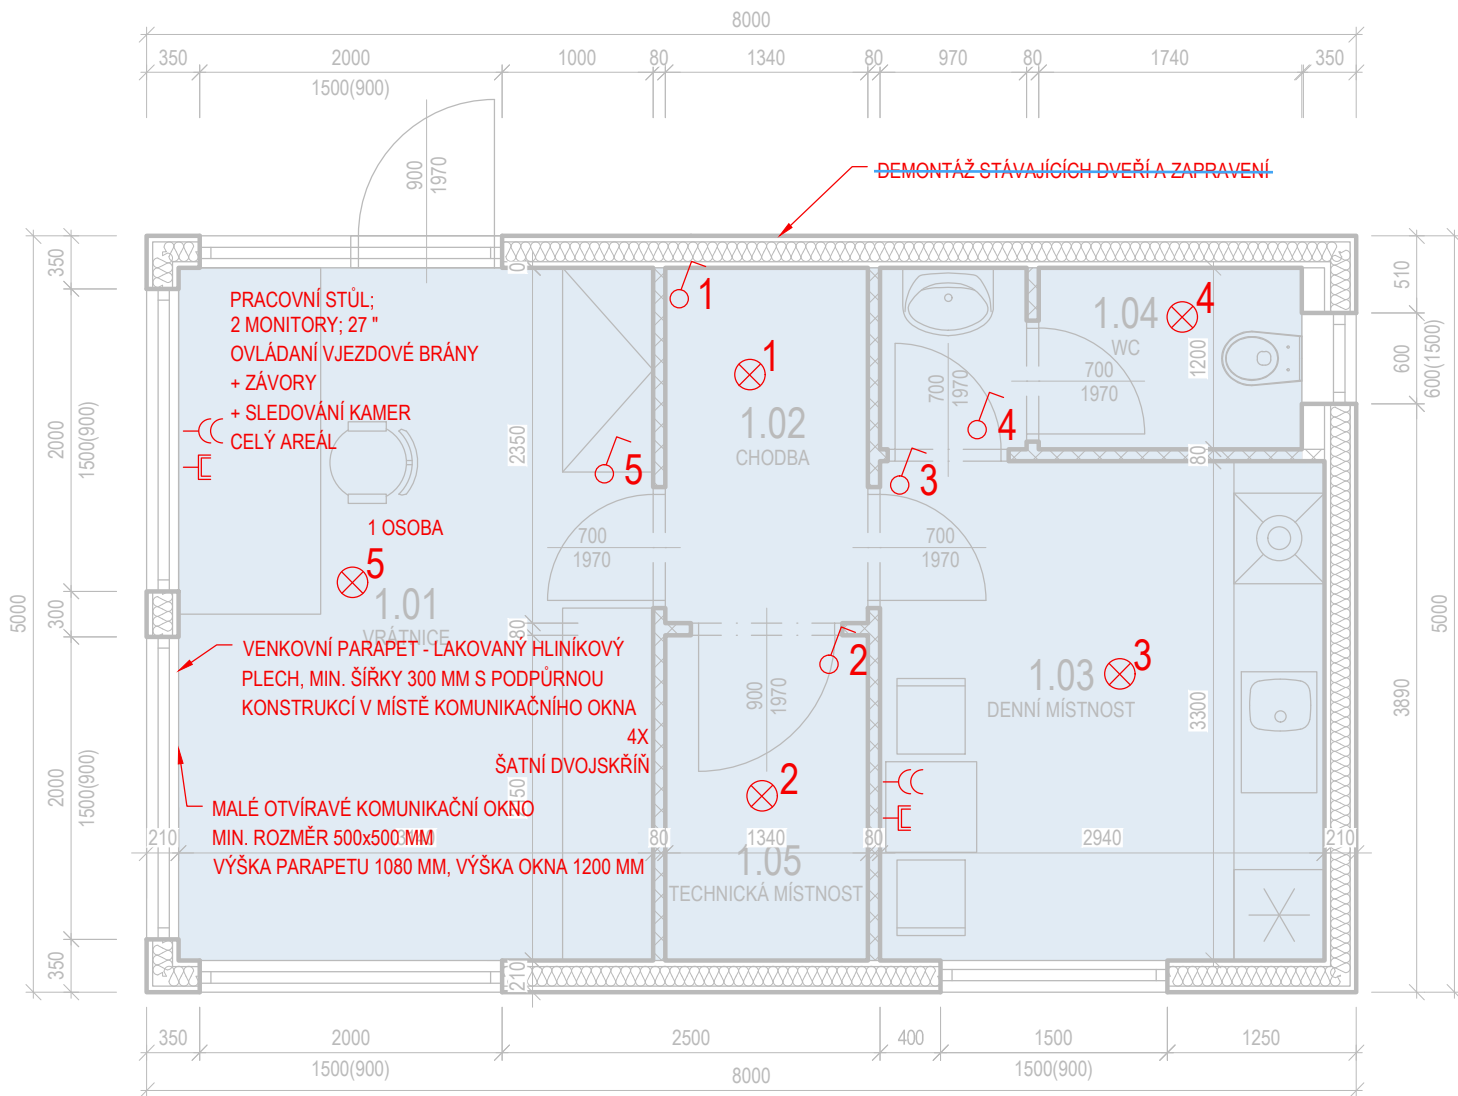 8000
350 2000 1000 80 1340 80 970 80 1740 350
1500(900)
900
1970
DEMONTÁŽ STÁVAJÍCÍCH DVEŘÍ A ZAPRAVENÍ
5000
350
2000
1500(900)
300
2000
1500(900)
350
PRACOVNÍ STŮL;
2 MONITORY; 27 "
OVLÁDANÍ VJEZDOVÉ BRÁNY
+ ZÁVORY
+ SLEDOVÁNÍ KAMER
CELÝ AREÁL
1 OSOBA
5
1.01
VRÁTNICE
5
0
2350
80
210
700
1970
VENKOVNÍ PARAPET - LAKOVANÝ HLINÍKOVÝ
PLECH, MIN. ŠÍŘKY 300 MM S PODPŮRNOU
KONSTRUKCÍ V MÍSTĚ KOMUNIKAČNÍHO OKNA
4X
ŠATNÍ DVOJSKŘÍŇ
MALÉ OTVÍRAVÉ KOMUNIKAČNÍ OKNO
MIN. ROZMĚR 500x500 MM
VÝŠKA PARAPETU 1080 MM, VÝŠKA OKNA 1200 MM
1
1
1.02
CHODBA
700
1970
4
1.04
WC
1200
700
1970
700
1970
4
3
80
2
900
1970
2
1.05
TECHNICKÁ MÍSTNOST
3
1.03
DENNÍ MÍSTNOST
3300
210 80 1340 80 2940 210
510
600
600(1500)
3890
5000
350 2000 2500 400 1500 1250
1500(900) 1500(900)
8000